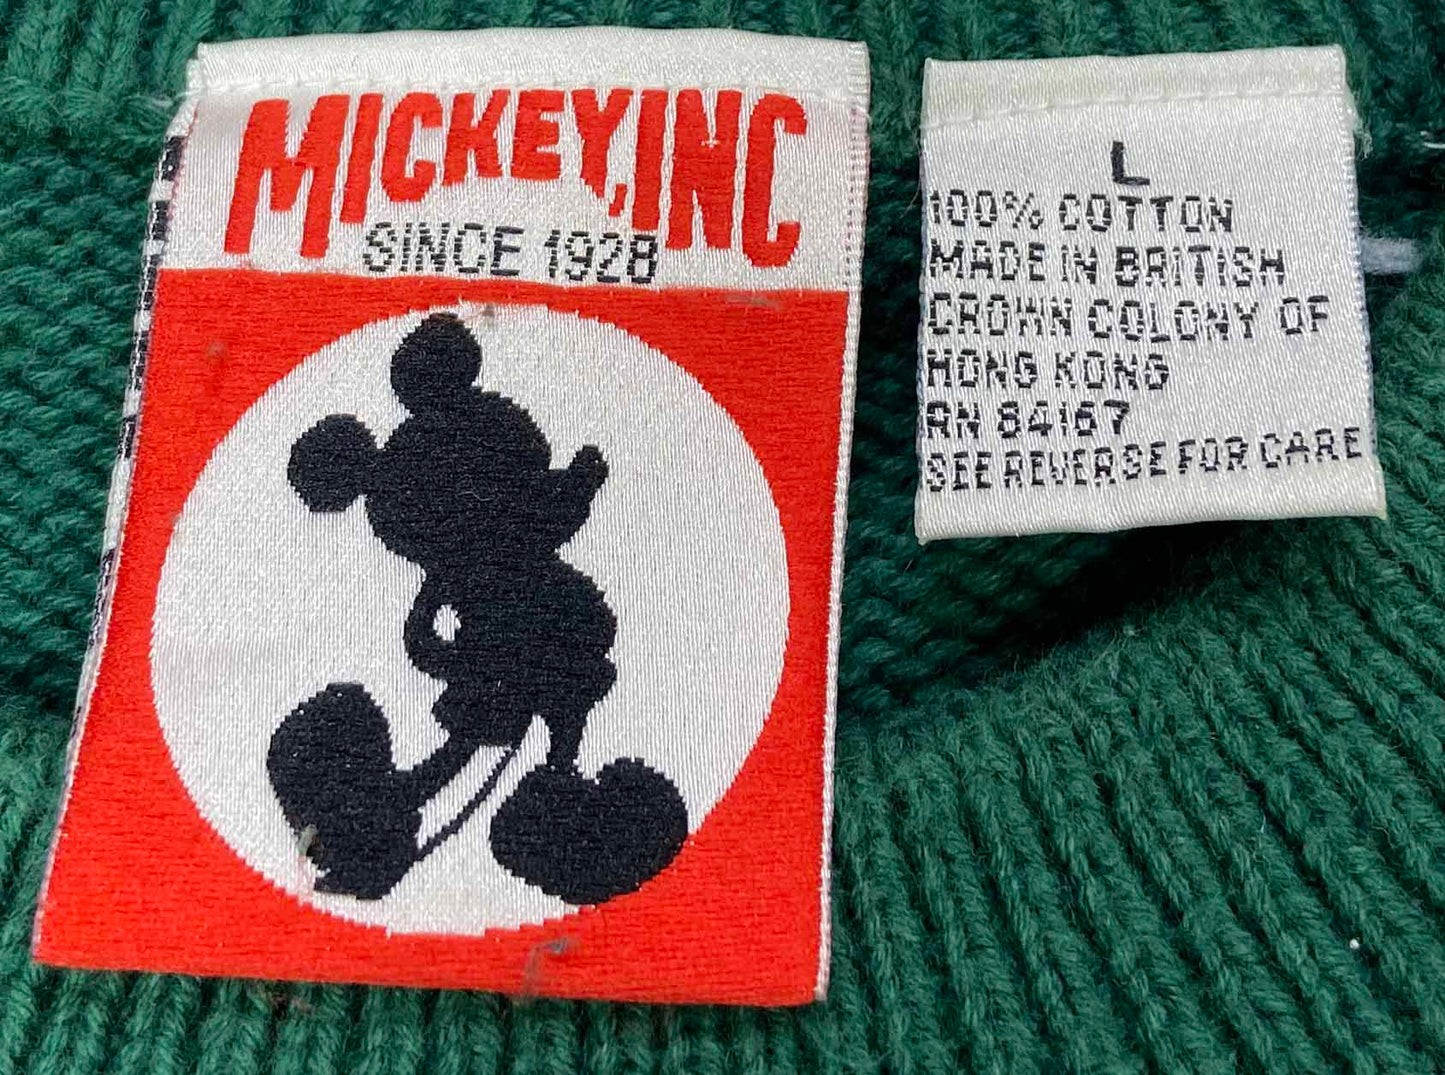 MICKEY, INC
SINCE 1928
L
100% COTTON
MADE IN BRITISH
CROWN COLONY OF
HONG KONG
RN 84167
SEE REVERSE FOR CARE